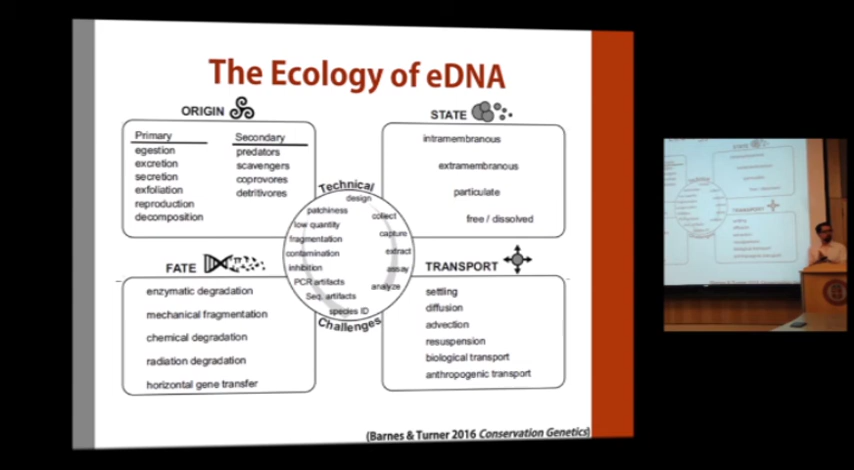 The Ecology of eDNA
ORIGIN
Primary
egestion
excretion
secretion
exfoliation
reproduction
decomposition
Secondary
predators
scavengers
coprovores
detritivores
STATE
intramembranous
extramembranous
particulate
free / dissolved
Technical
design
patchiness
collect
low quantity
capture
fragmentation
extract
contamination
assay
inhibition
analyze
PCR artifacts
Seq. artifacts
species ID
Challenges
FATE
enzymatic degradation
mechanical fragmentation
chemical degradation
radiation degradation
horizontal gene transfer
TRANSPORT
settling
diffusion
advection
resuspension
biological transport
anthropogenic transport
(Barnes & Turner 2016 Conservation Genetics)
TRANSPORT